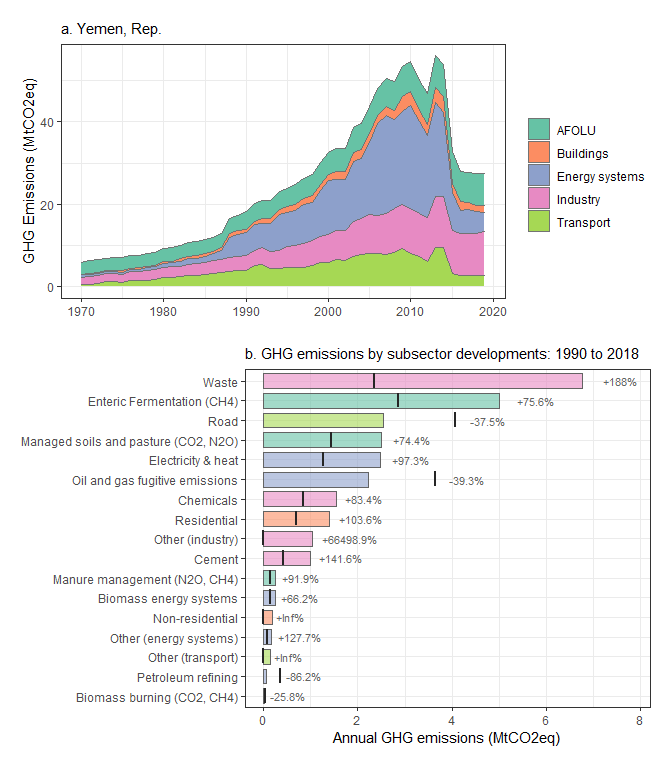 a. Yemen, Rep.
GHG Emissions (MtCO2eq)
40
20
0
1970
1980
1990
2000
2010
2020
AFOLU
Buildings
Energy systems
Industry
Transport
b. GHG emissions by subsector developments: 1990 to 2018
Waste +188%
Enteric Fermentation (CH4) +75.6%
Road -37.5%
Managed soils and pasture (CO2, N2O) +74.4%
Electricity & heat +97.3%
Oil and gas fugitive emissions -39.3%
Chemicals +83.4%
Residential +103.6%
Other (industry) +66498.9%
Cement +141.6%
Manure management (N2O, CH4) +91.9%
Biomass energy systems +66.2%
Non-residential +Inf%
Other (energy systems) +127.7%
Other (transport) +Inf%
Petroleum refining -86.2%
Biomass burning (CO2, CH4) -25.8%
0
2
4
6
8
Annual GHG emissions (MtCO2eq)